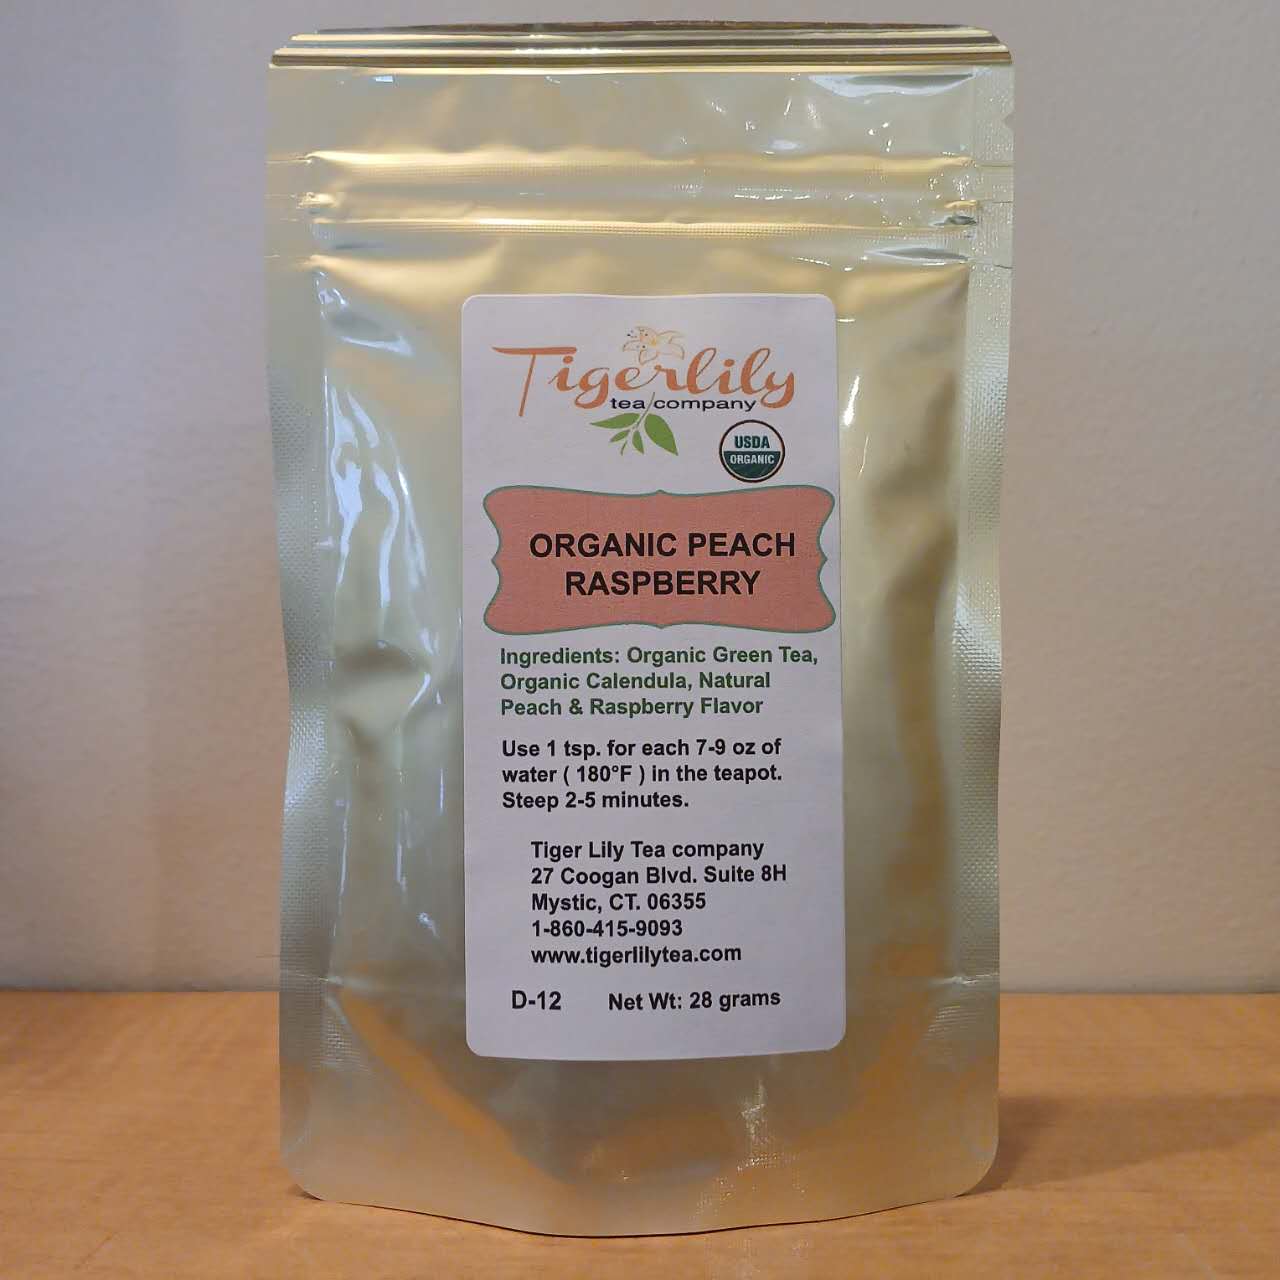 Tigerlily
tea company
USDA
ORGANIC
ORGANIC PEACH
RASPBERRY
Ingredients: Organic Green Tea,
Organic Calendula, Natural
Peach & Raspberry Flavor
Use 1 tsp. for each 7-9 oz of
water ( 180°F ) in the teapot.
Steep 2-5 minutes.
Tiger Lily Tea company
27 Coogan Blvd. Suite 8H
Mystic, CT. 06355
1-860-415-9093
www.tigerlilytea.com
D-12 Net Wt: 28 grams